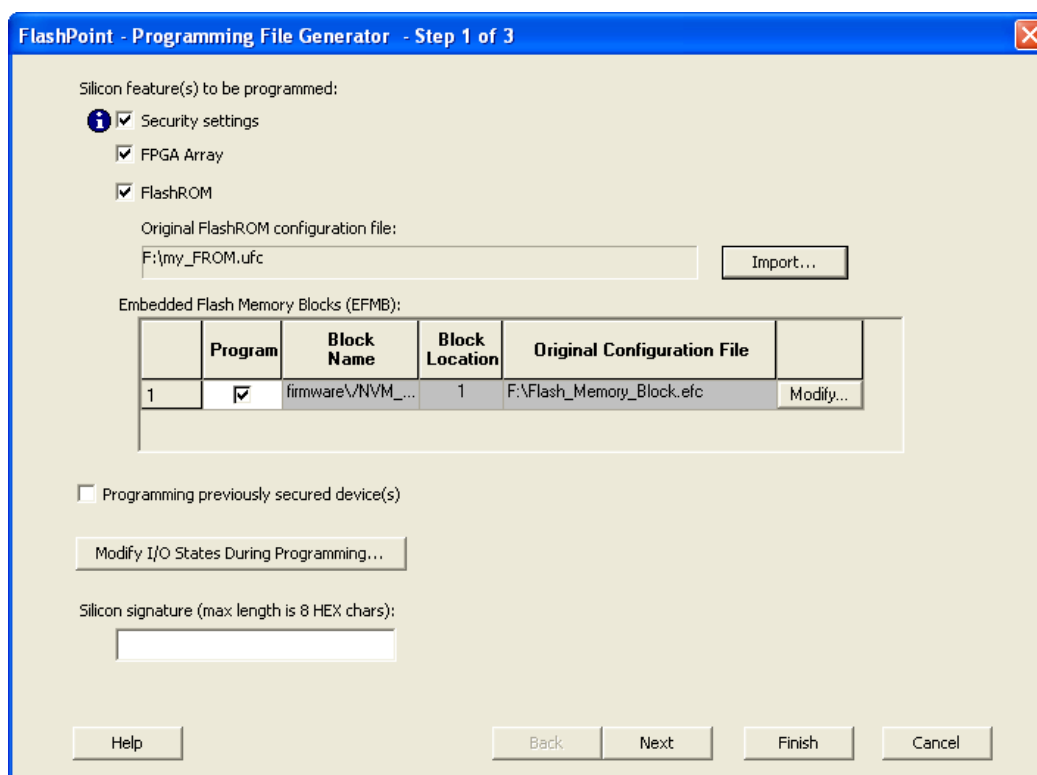 FlashPoint - Programming File Generator - Step 1 of 3
Silicon feature(s) to be programmed:
Security settings
FPGA Array
FlashROM
Original FlashROM configuration file:
F:\my_FROM.ufc Import...
Embedded Flash Memory Blocks (EFMB):
Program Block Name Block Location Original Configuration File
1 firmware\/NVM_... 1 F:\Flash_Memory_Block.efc Modify...
Programming previously secured device(s)
Modify I/O States During Programming...
Silicon signature (max length is 8 HEX chars):
Help Back Next Finish Cancel